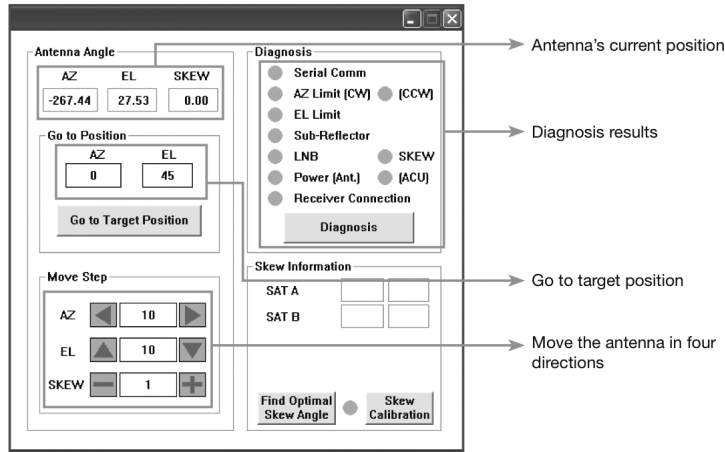 Antenna Angle
AZ EL SKEW
-267.44 27.53 0.00
Go to Position
AZ EL
0 45
Go to Target Position
Move Step
AZ 10
EL 10
SKEW 1
Diagnosis
Serial Comm
AZ Limit (CW) (CCW)
EL Limit
Sub-Reflector
LNB SKEW
Power (Ant.) (ACU)
Receiver Connection
Diagnosis
Skew Information
SAT A
SAT B
Find Optimal
Skew Angle
Skew
Calibration
Antenna's current position
Diagnosis results
Go to target position
Move the antenna in four
directions